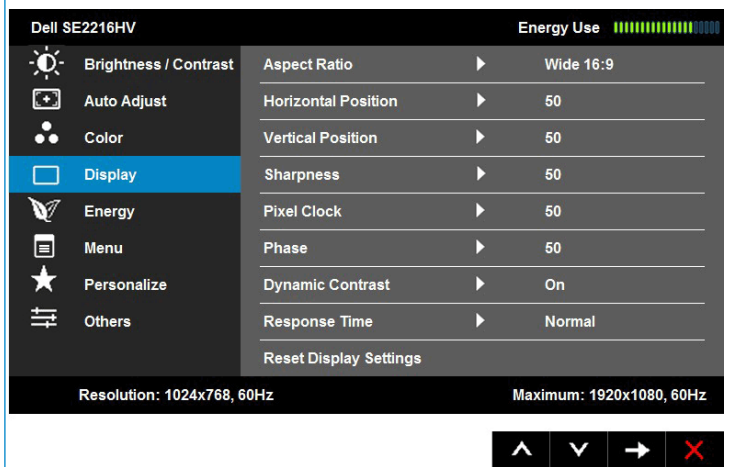 Dell SE2216HV Energy Use
Brightness / Contrast Aspect Ratio Wide 16:9
Auto Adjust Horizontal Position 50
Color Vertical Position 50
Display Sharpness 50
Energy Pixel Clock 50
Menu Phase 50
Personalize Dynamic Contrast On
Others Response Time Normal
Reset Display Settings
Resolution: 1024x768, 60Hz Maximum: 1920x1080, 60Hz